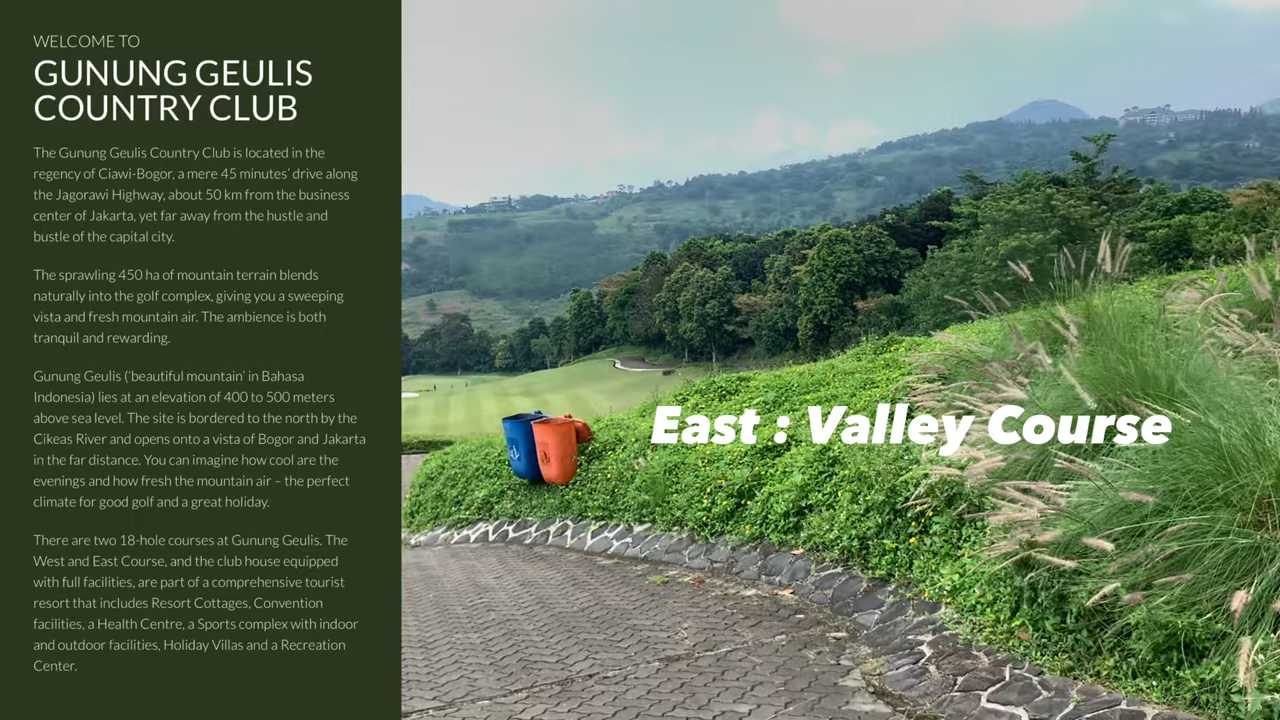 WELCOME TO
GUNUNG GEULIS
COUNTRY CLUB
The Gunung Geulis Country Club is located in the
regency of Ciawi-Bogor, a mere 45 minutes’ drive along
the Jagorawi Highway, about 50 km from the business
center of Jakarta, yet far away from the hustle and
bustle of the capital city.
The sprawling 450 ha of mountain terrain blends
naturally into the golf complex, giving you a sweeping
vista and fresh mountain air. The ambience is both
tranquil and rewarding.
Gunung Geulis (‘beautiful mountain’ in Bahasa
Indonesia) lies at an elevation of 400 to 500 meters
above sea level. The site is bordered to the north by the
Cikeas River and opens onto a vista of Bogor and Jakarta
in the far distance. You can imagine how cool are the
evenings and how fresh the mountain air – the perfect
climate for good golf and a great holiday.
There are two 18-hole courses at Gunung Geulis. The
West and East Course, and the club house equipped
with full facilities, are part of a comprehensive tourist
resort that includes Resort Cottages, Convention
facilities, a Health Centre, a Sports complex with indoor
and outdoor facilities, Holiday Villas and a Recreation
Center.
East : Valley Course